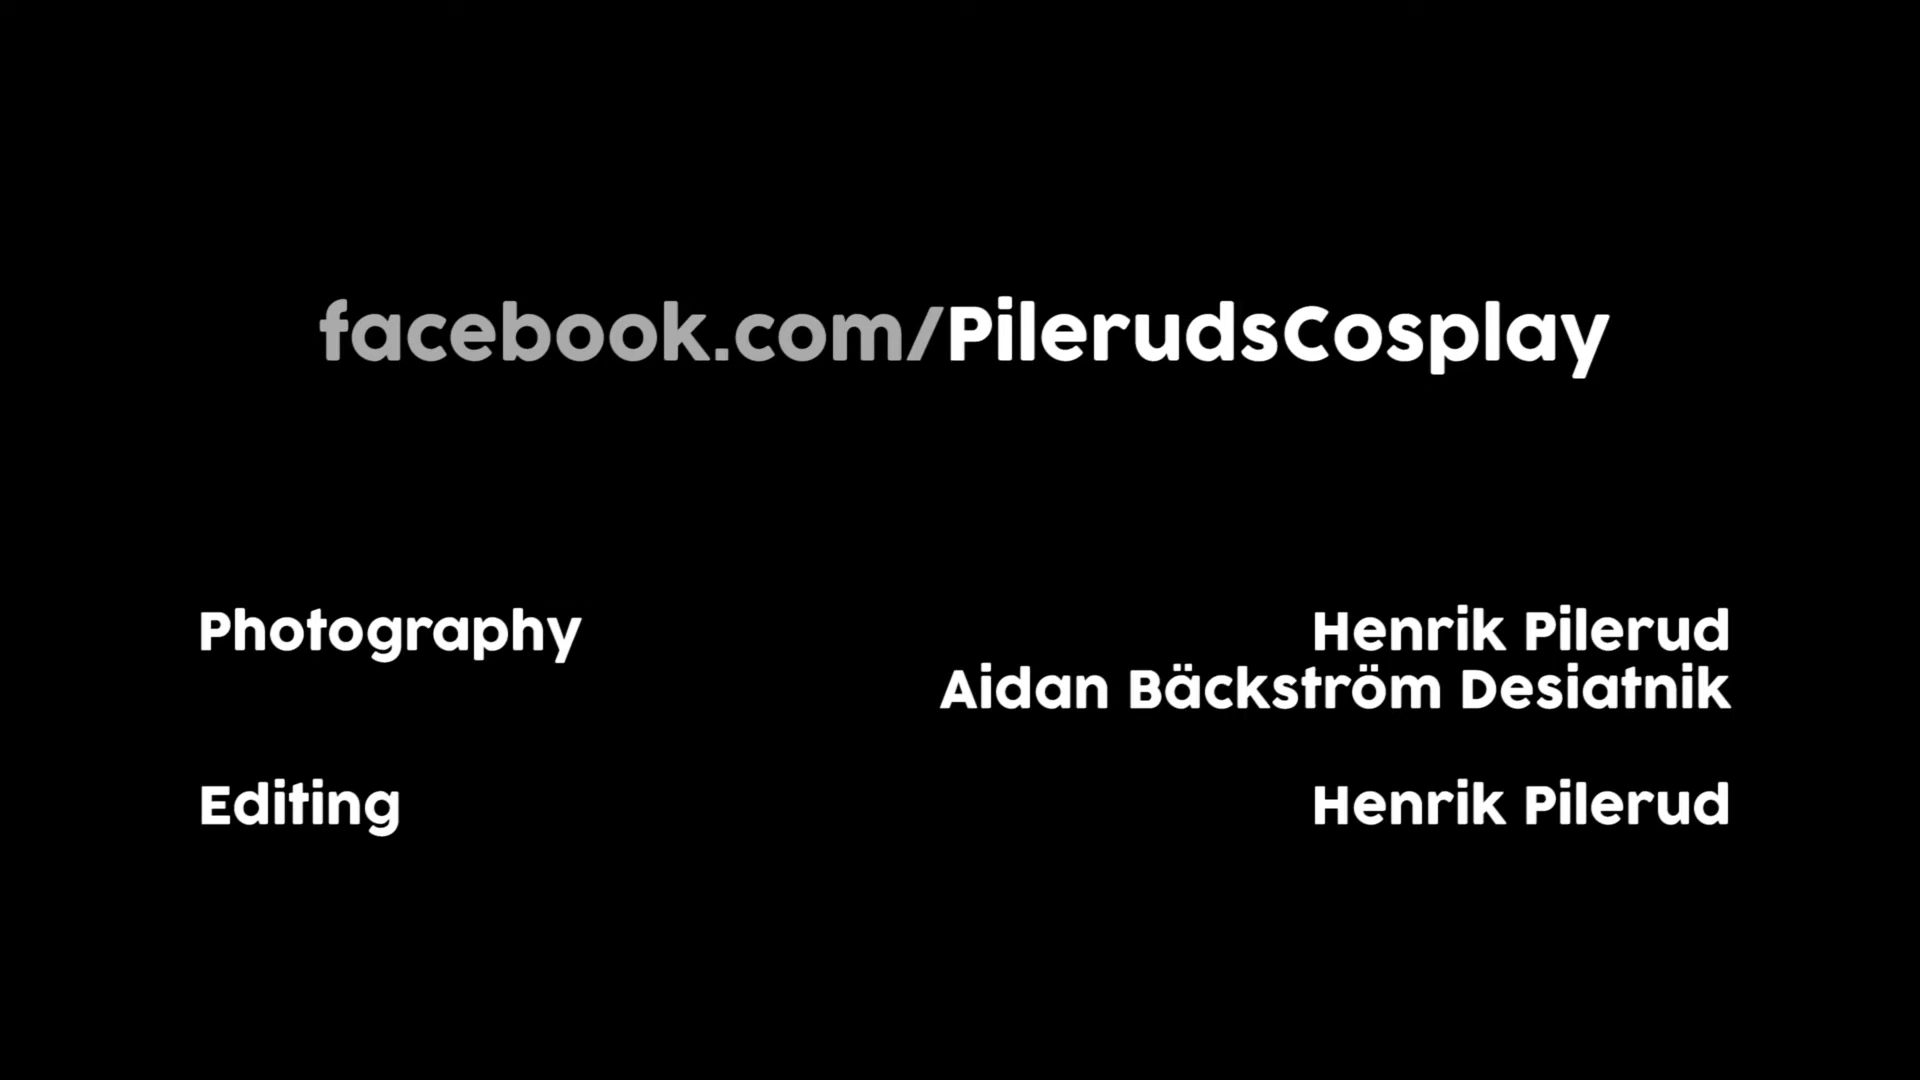 facebook.com/PilerudsCosplay
Photography Henrik Pilerud
Aidan Bäckström Desiatnik
Editing Henrik Pilerud